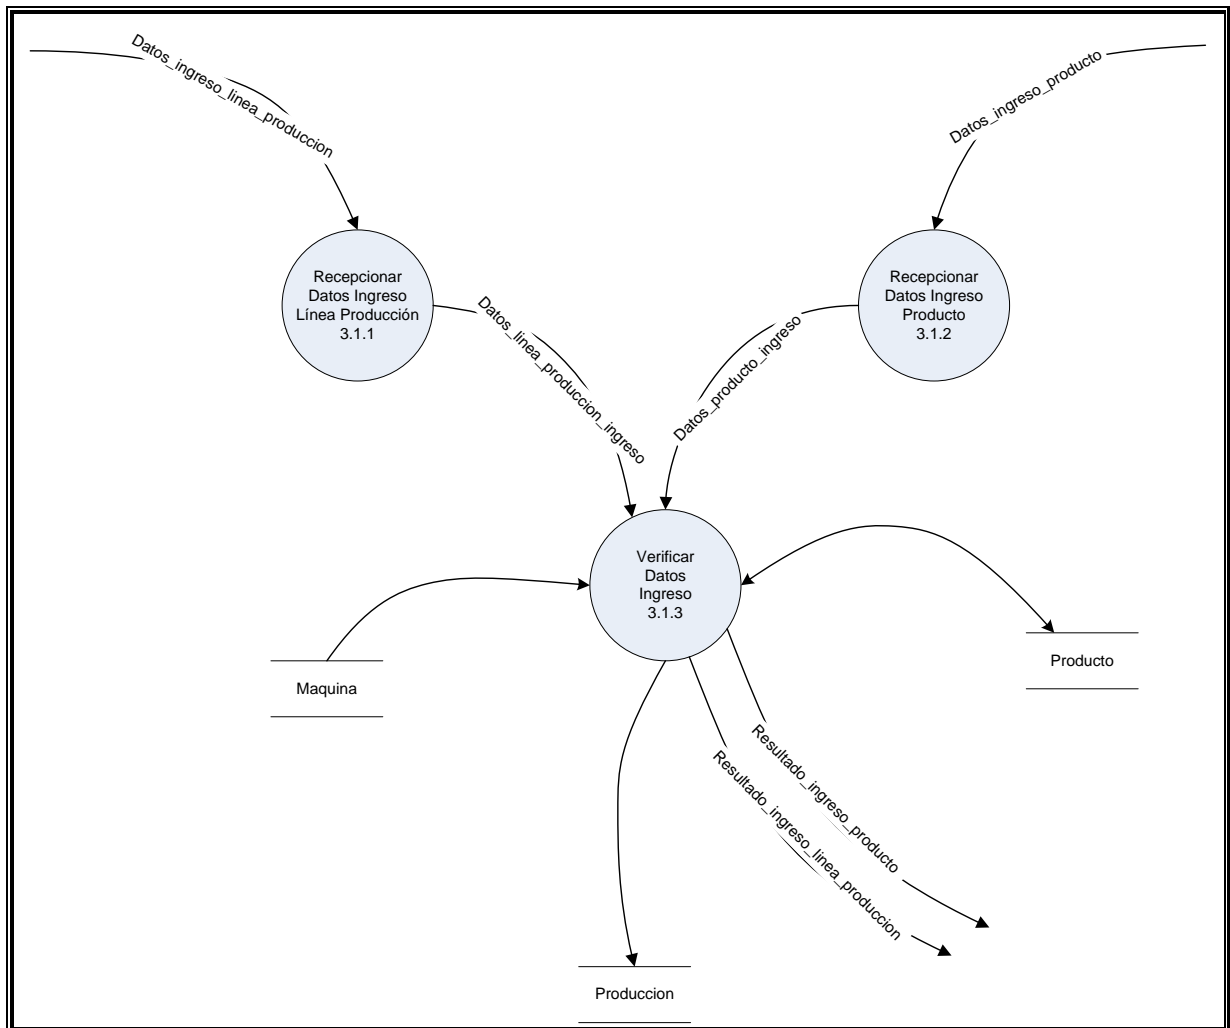 Datos_ingreso_linea_produccion
Datos_ingreso_producto
Recepcionar
Datos Ingreso
Línea Producción
3.1.1
Recepcionar
Datos Ingreso
Producto
3.1.2
Datos_linea_produccion_ingreso
Datos_producto_ingreso
Verificar
Datos
Ingreso
3.1.3
Maquina
Producto
Resultado_ingreso_producto
Resultado_ingreso_linea_produccion
Produccion